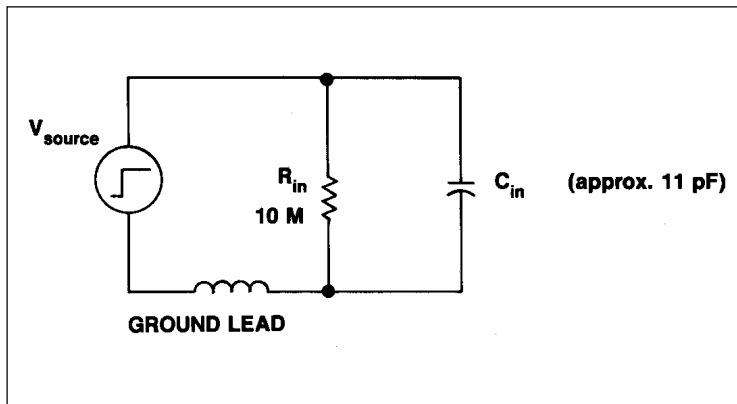 V source
R in
10 M
C in (approx. 11 pF)
GROUND LEAD